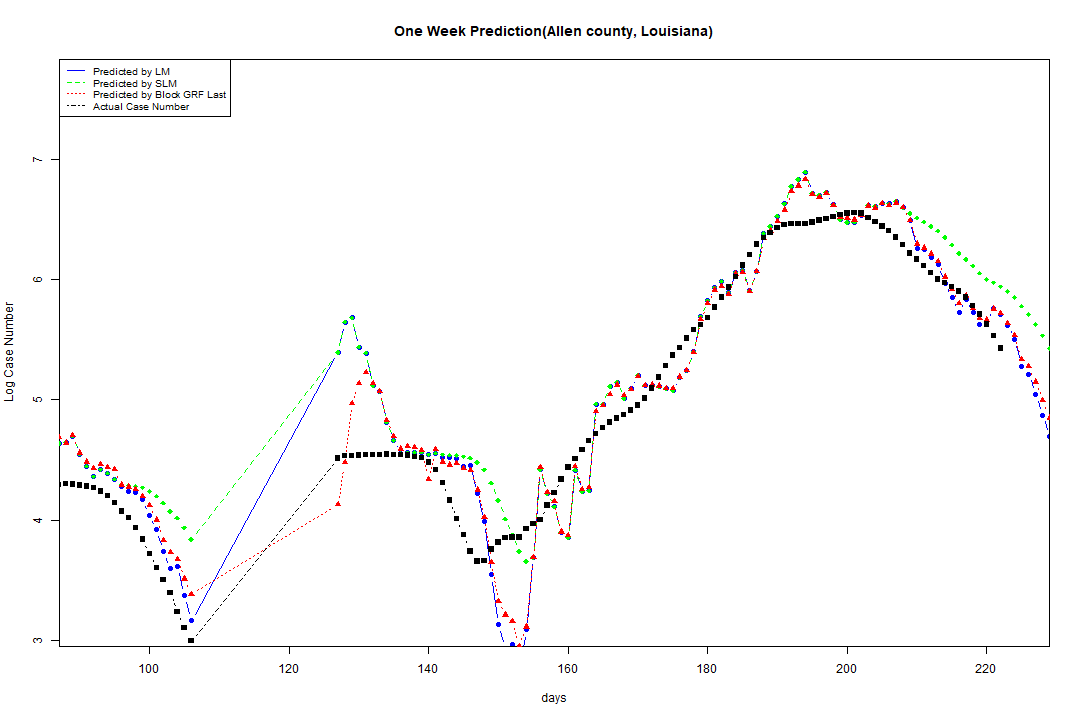 One Week Prediction(Allen county, Louisiana)
Predicted by LM
Predicted by SLM
Predicted by Block GRF Last
Actual Case Number
Log Case Number
7
6
5
4
3
100 120 140 160 180 200 220
days